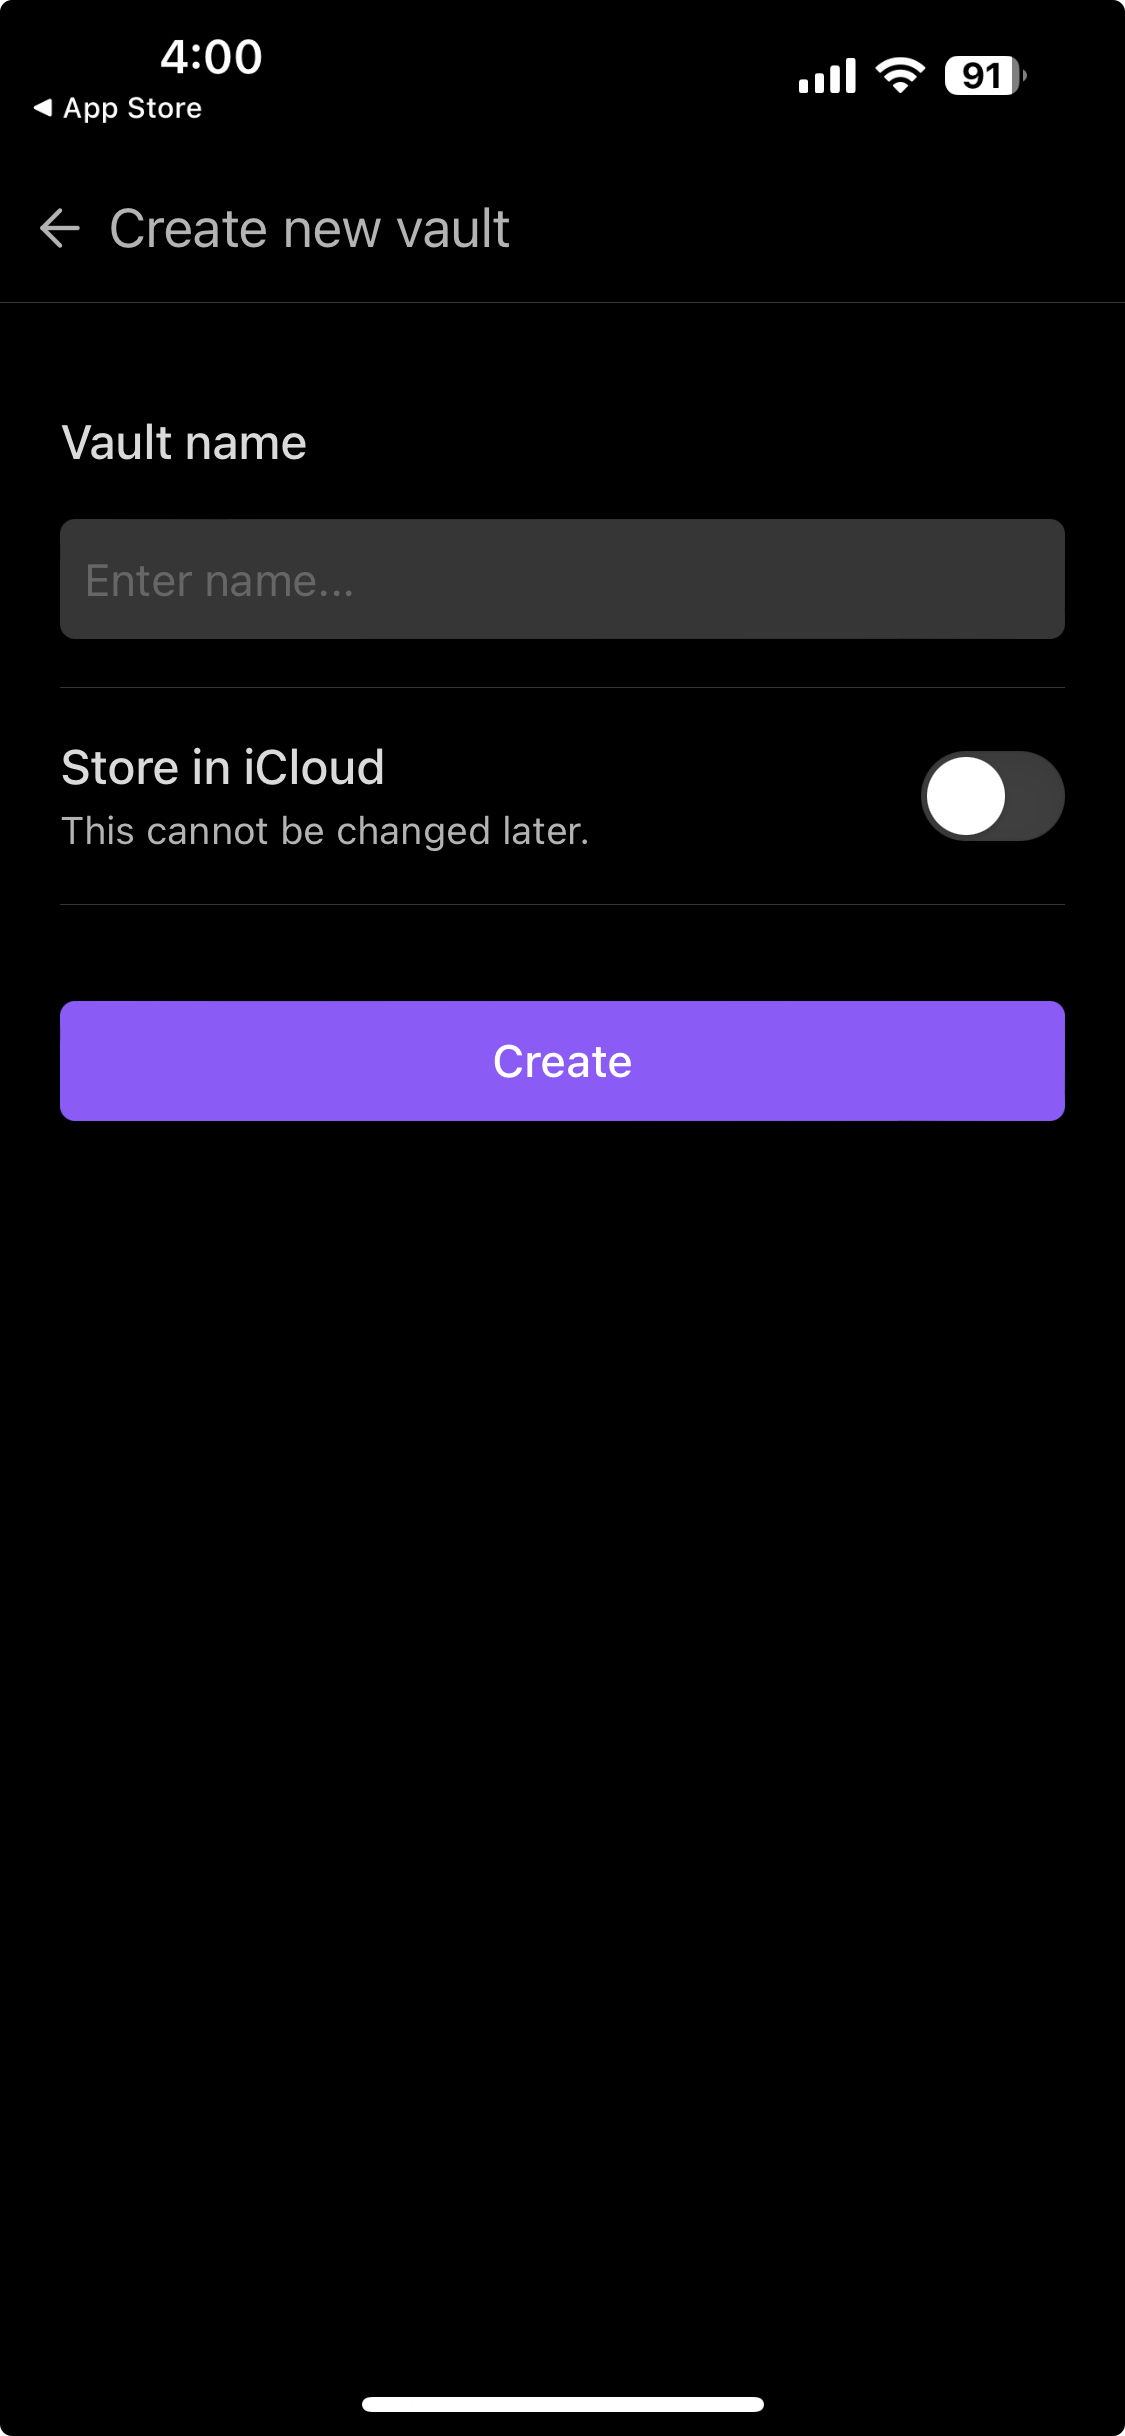 4:00
91
◀ App Store
Create new vault
Vault name
Enter name...
Store in iCloud
This cannot be changed later.
Create